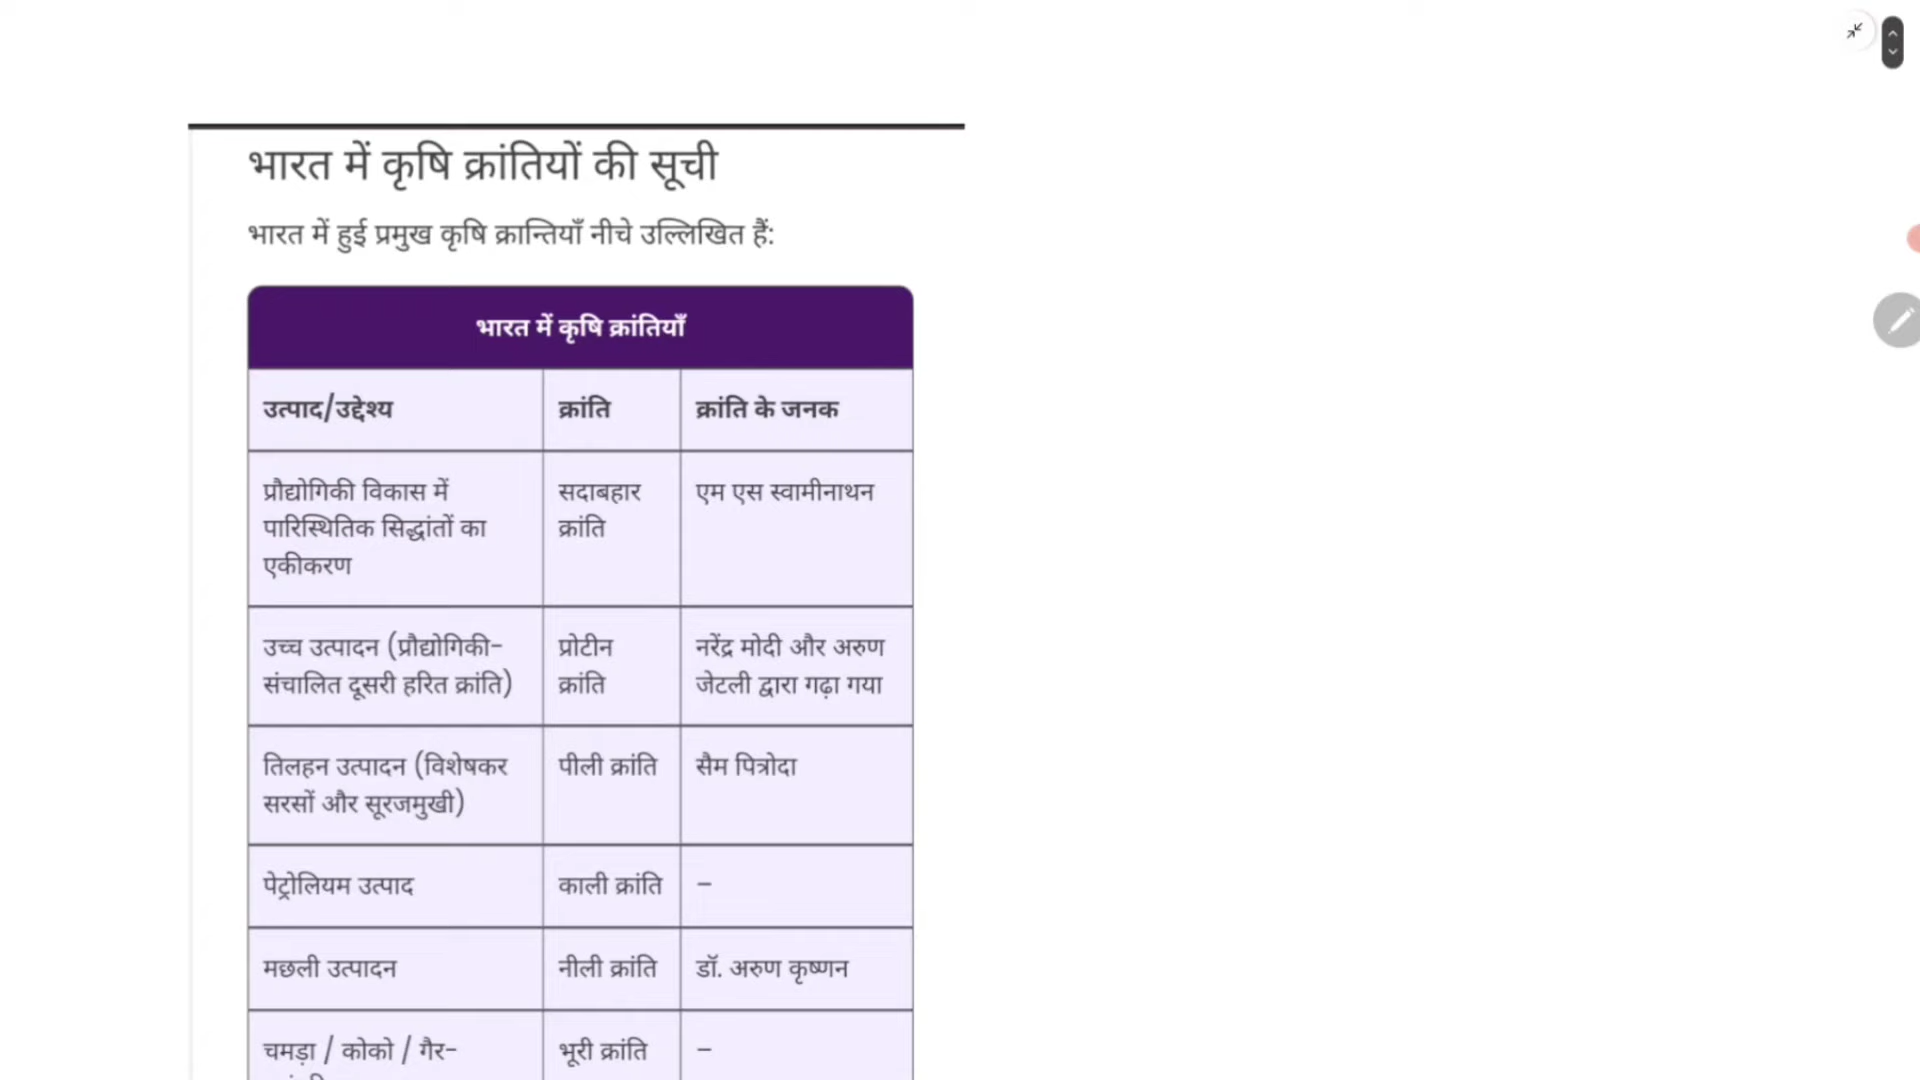 भारत में कृषि क्रांतियों की सूची
भारत में हुई प्रमुख कृषि क्रान्तियाँ नीचे उल्लिखित हैं:
भारत में कृषि क्रांतियाँ
उत्पाद/उद्देश्य क्रांति क्रांति के जनक
प्रौद्योगिकी विकास में
पारिस्थितिक सिद्धांतों का
एकीकरण
सदाबहार
क्रांति
एम एस स्वामीनाथन
उच्च उत्पादन (प्रौद्योगिकी-
संचालित दूसरी हरित क्रांति)
प्रोटीन
क्रांति
नरेंद्र मोदी और अरुण
जेटली द्वारा गढ़ा गया
तिलहन उत्पादन (विशेषकर
सरसों और सूरजमुखी)
पीली क्रांति
सैम पित्रोदा
पेट्रोलियम उत्पाद काली क्रांति –
मछली उत्पादन नीली क्रांति डॉ. अरुण कृष्णन
चमड़ा / कोको / गैर- भूरी क्रांति –